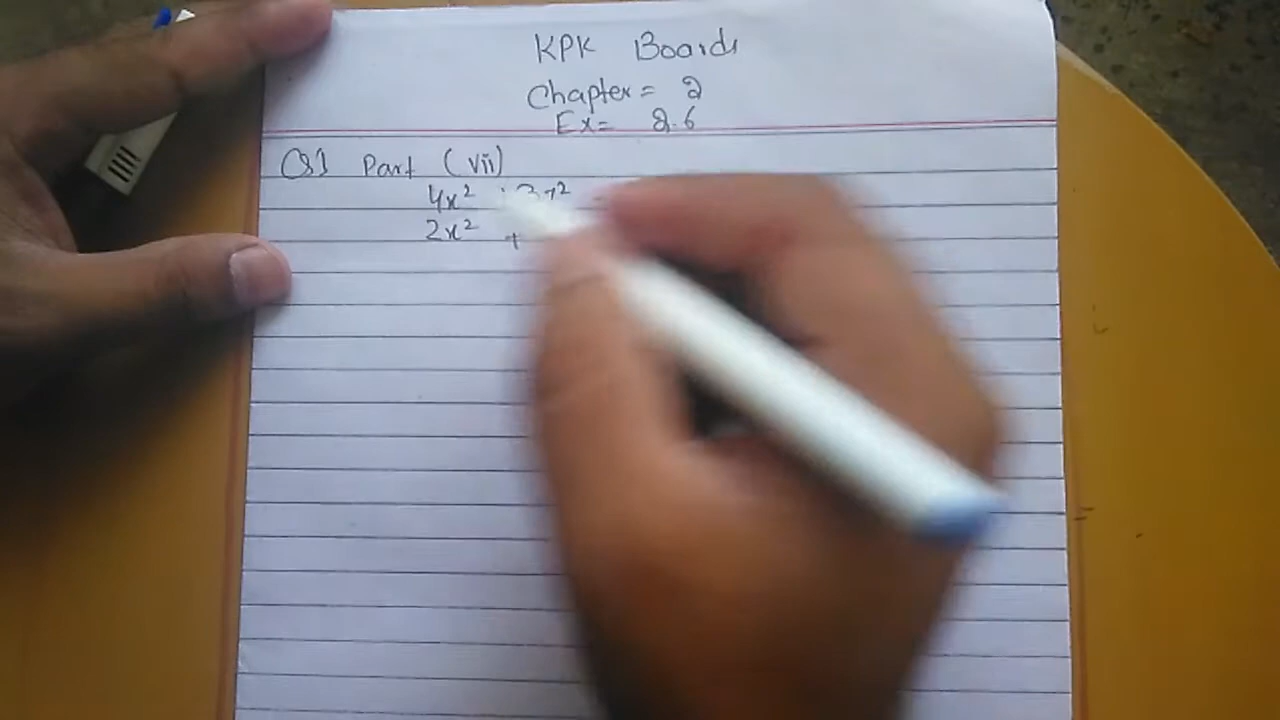 KPK Board
Chapter = 2
Ex = 2.6
Q1 Part (vii)
4x²
2x² +